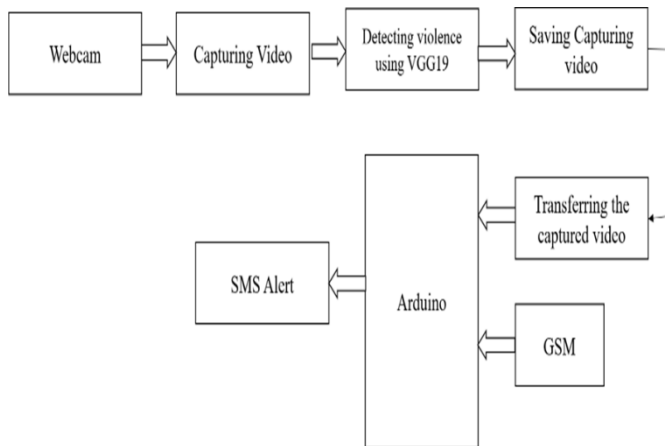 Webcam
Capturing Video
Detecting violence
using VGG19
Saving Capturing
video
Transferring the
captured video
Arduino
SMS Alert
GSM